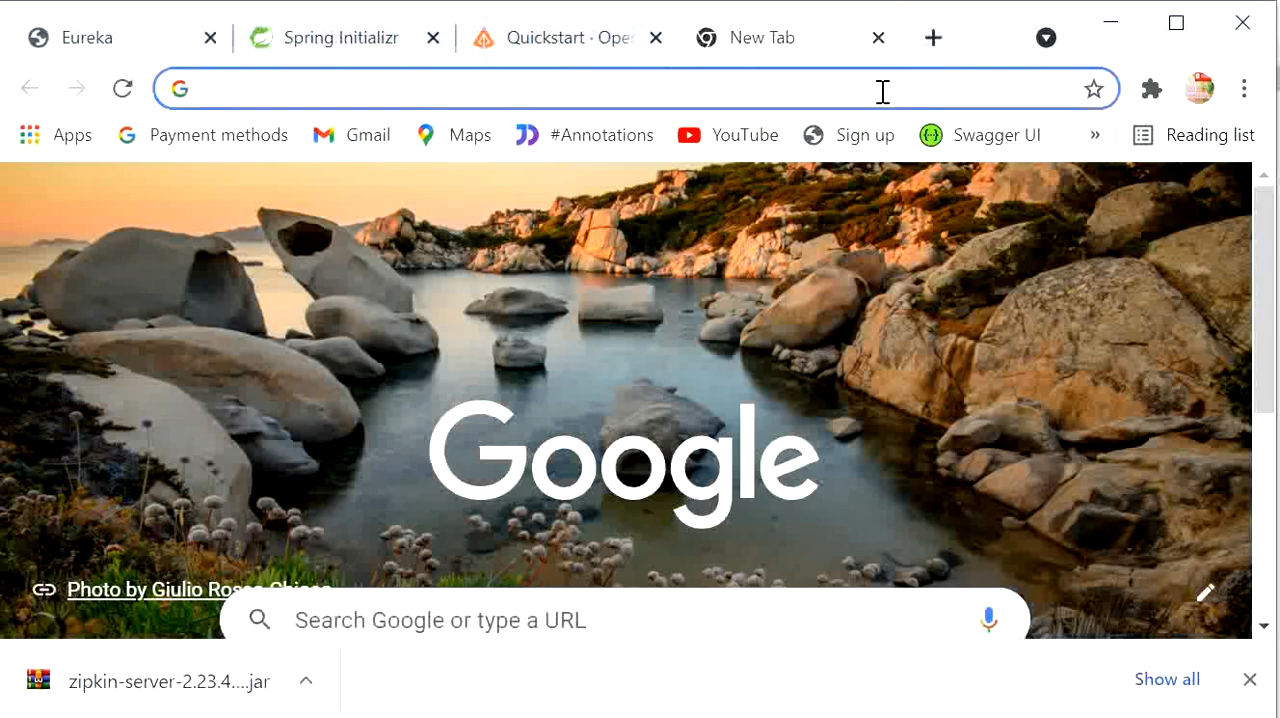 Eureka
Spring Initializr
Quickstart · Ope
New Tab
Apps
Payment methods
Gmail
Maps
#Annotations
YouTube
Sign up
Swagger UI
»
Reading list
Google
Photo by Giulio
Search Google or type a URL
zipkin-server-2.23.4....jar
Show all